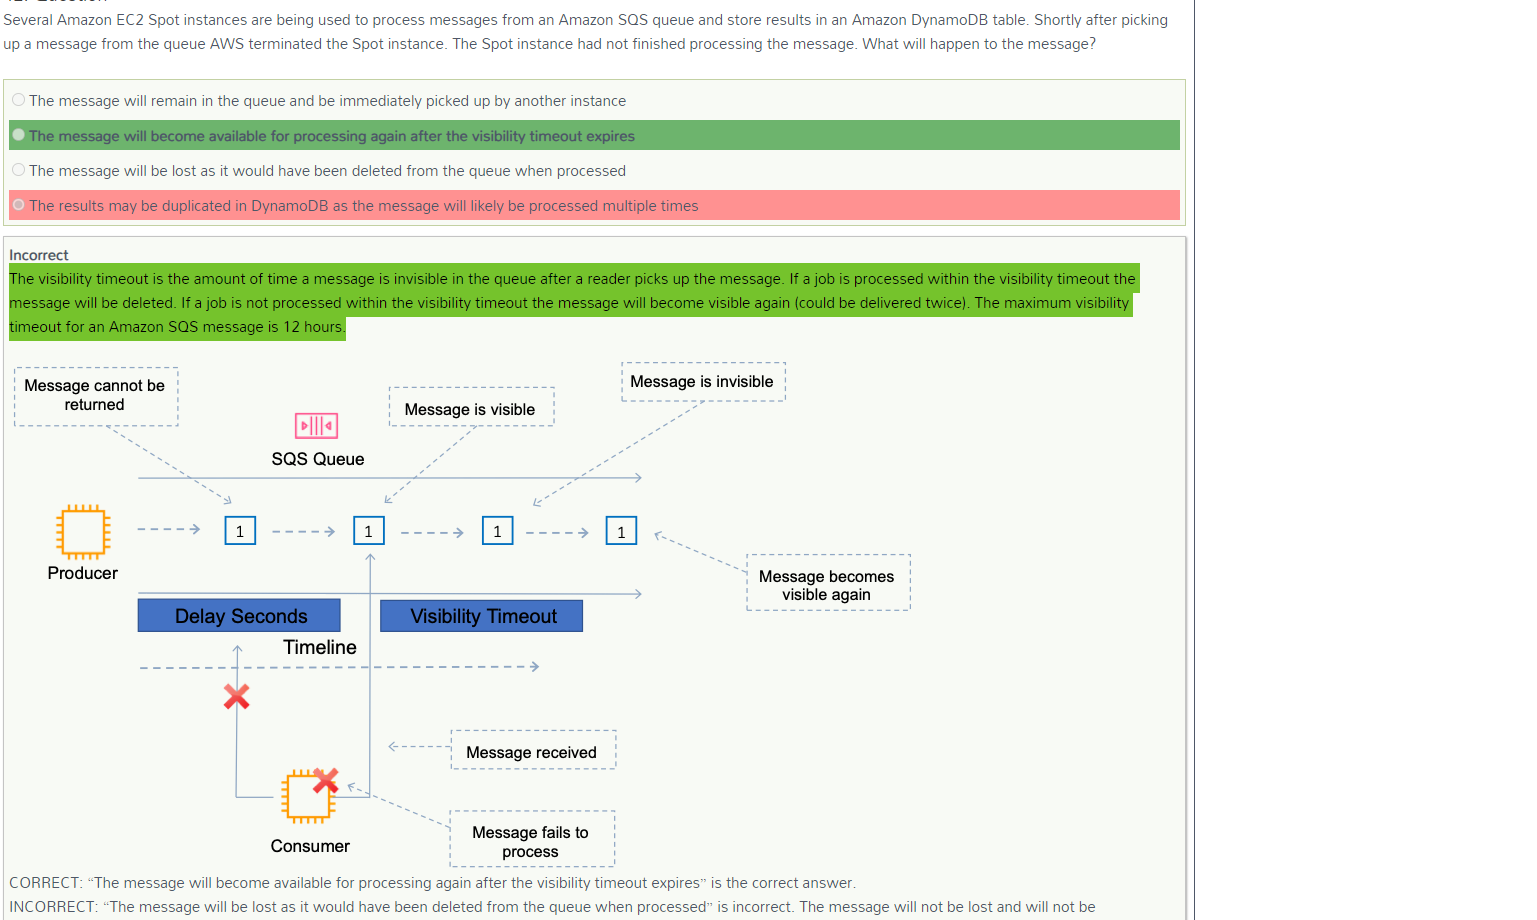 Several Amazon EC2 Spot instances are being used to process messages from an Amazon SQS queue and store results in an Amazon DynamoDB table. Shortly after picking
up a message from the queue AWS terminated the Spot instance. The Spot instance had not finished processing the message. What will happen to the message?
The message will remain in the queue and be immediately picked up by another instance
The message will become available for processing again after the visibility timeout expires
The message will be lost as it would have been deleted from the queue when processed
The results may be duplicated in DynamoDB as the message will likely be processed multiple times
Incorrect
The visibility timeout is the amount of time a message is invisible in the queue after a reader picks up the message. If a job is processed within the visibility timeout the
message will be deleted. If a job is not processed within the visibility timeout the message will become visible again (could be delivered twice). The maximum visibility
timeout for an Amazon SQS message is 12 hours.
Message cannot be
returned
Message is visible
Message is invisible
SQS Queue
1
1
1
1
Producer
Message becomes
visible again
Delay Seconds
Visibility Timeout
Timeline
Message received
Message fails to
process
Consumer
CORRECT: “The message will become available for processing again after the visibility timeout expires” is the correct answer.
INCORRECT: “The message will be lost as it would have been deleted from the queue when processed” is incorrect. The message will not be lost and will not be